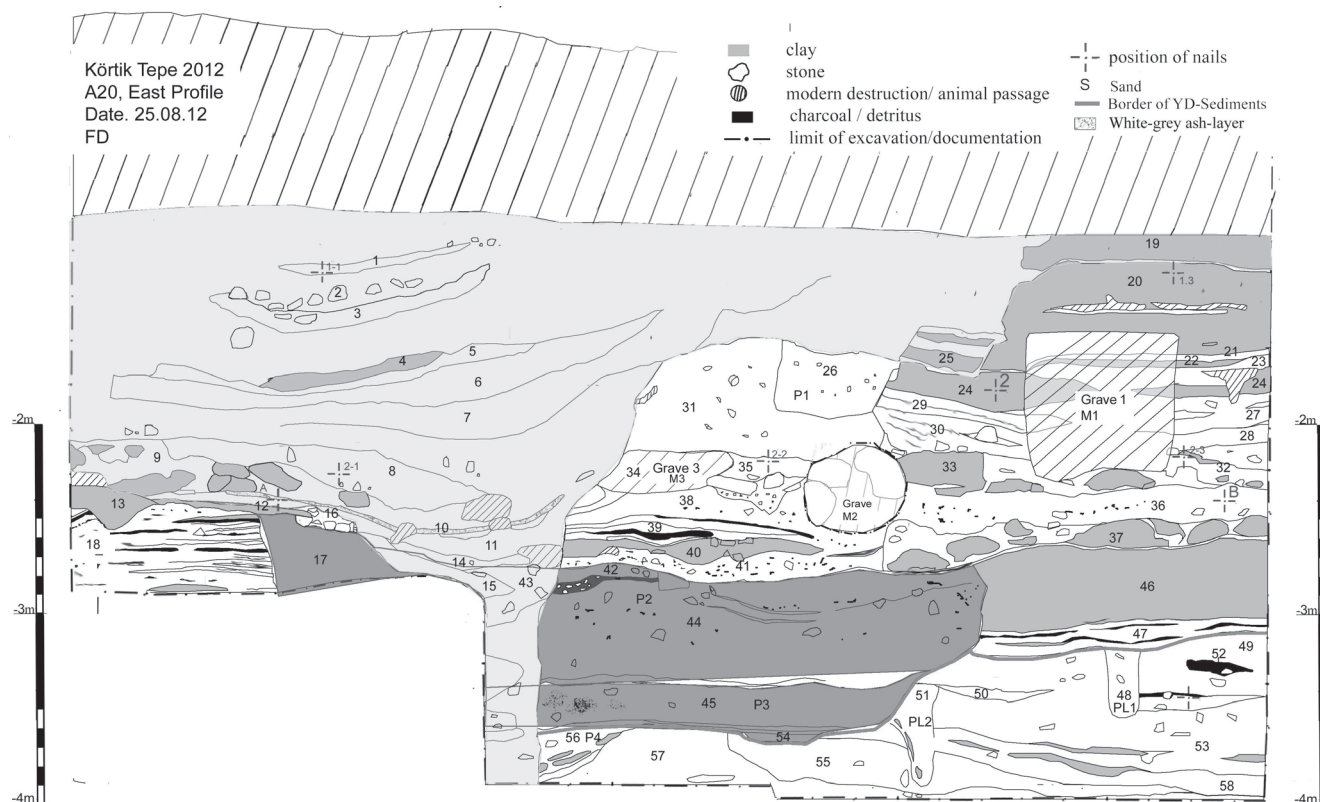 Körtik Tepe 2012
A20, East Profile
Date. 25.08.12
FD
clay
stone
modern destruction/ animal passage
charcoal / detritus
limit of excavation/documentation
position of nails
S Sand
Border of YD-Sediments
White-grey ash-layer
19
1
1-1
2
3
20
1.3
4
5
6
7
25
26
P1
21
22
23
24
2
24
Grave 1
M1
31
29
30
27
28
-2m
-2m
9
8
2-1
A
34
Grave 3
M3
35
2-2
33
2-3
32
13
12
16
10
11
38
Grave
M2
36
B
18
17
14
15
43
39
40
41
42
37
P2
44
46
-3m
-3m
47
49
52
45
P3
51
PL2
50
48
PL1
56 P4
54
57
55
53
58
-4m
-4m